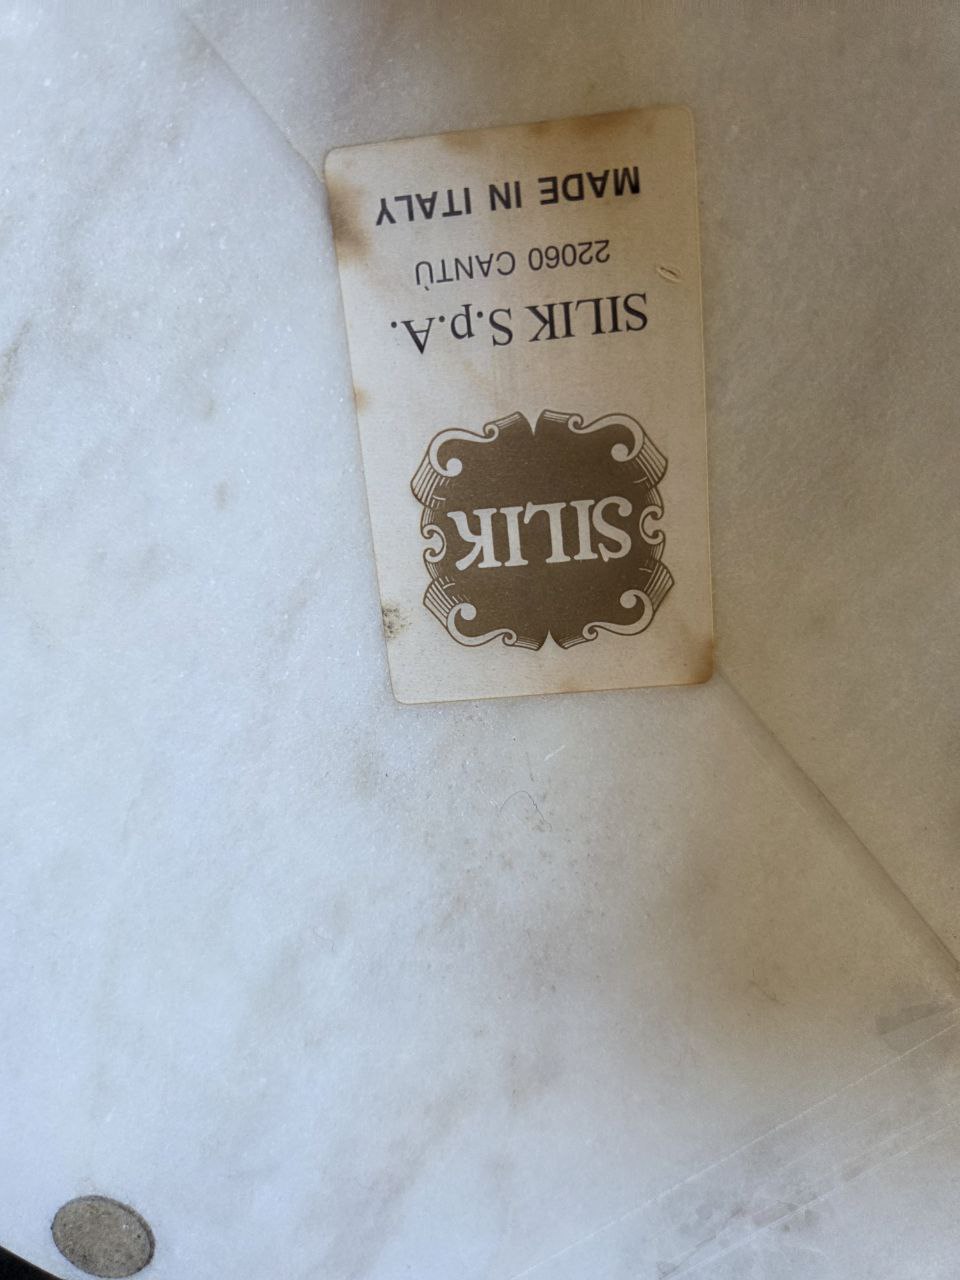 SILIK
SILIK S.p.A.
22060 CANTÙ
MADE IN ITALY